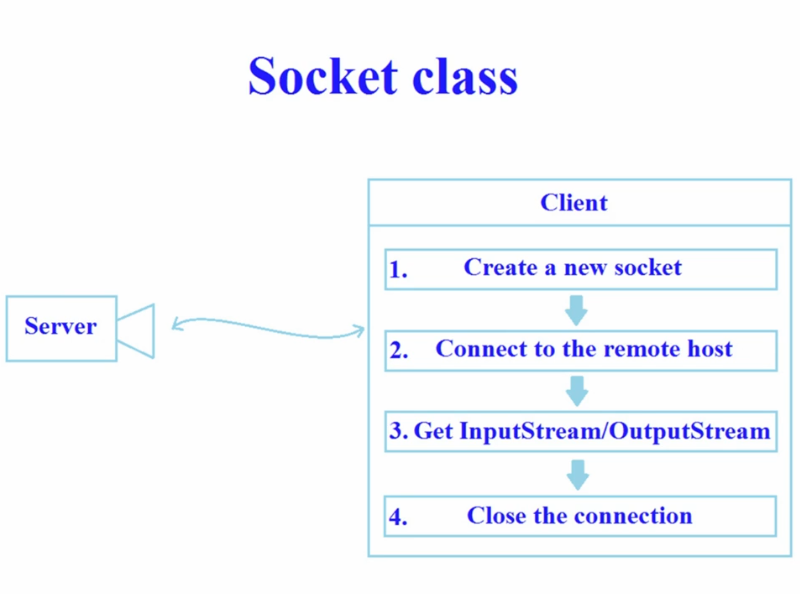 Socket class
Client
1. Create a new socket
Server
2. Connect to the remote host
3. Get InputStream/OutputStream
4. Close the connection